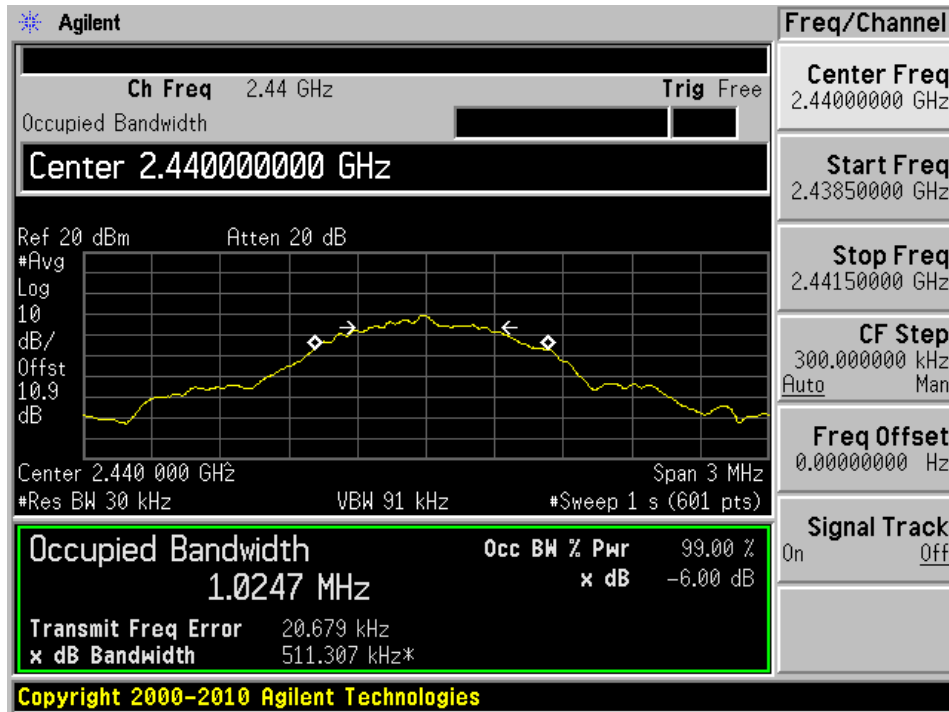 Agilent
Freq/Channel
Ch Freq 2.44 GHz Trig Free
Occupied Bandwidth
Center 2.440000000 GHz
Ref 20 dBm Atten 20 dB
#Avg
Log
10
dB/
Offst
10.9
dB
Center 2.440 000 GHz
Span 3 MHz
#Res BW 30 kHz VBW 91 kHz #Sweep 1 s (601 pts)
Occupied Bandwidth
1.0247 MHz
Occ BW % Pwr 99.00 %
x dB -6.00 dB
Transmit Freq Error 20.679 kHz
x dB Bandwidth 511.307 kHz*
Copyright 2000-2010 Agilent Technologies
Center Freq
2.44000000 GHz
Start Freq
2.43850000 GHz
Stop Freq
2.44150000 GHz
CF Step
300.000000 kHz
Auto Man
Freq Offset
0.00000000 Hz
Signal Track
On Off